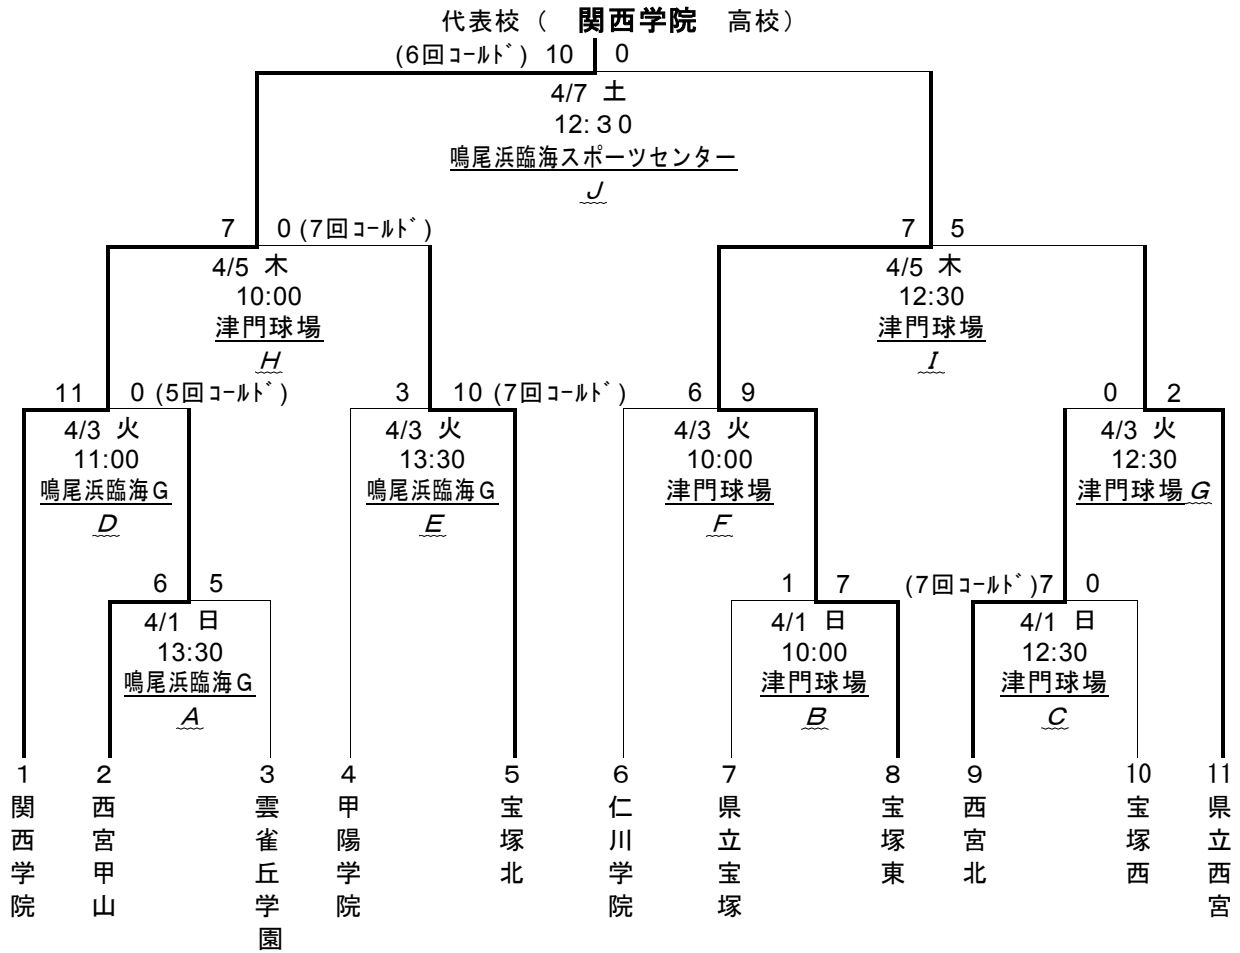 代表校（　関西学院　高校）
(6回ｺｰﾙﾄﾞ) 10 0
4/7 土
12:３０
鳴尾浜臨海スポーツセンター
J
7 0 (7回ｺｰﾙﾄﾞ)
4/5 木
10:00
津門球場
H
7 5
4/5 木
12:30
津門球場
I
11 0 (5回ｺｰﾙﾄﾞ)
4/3 火
11:00
鳴尾浜臨海Ｇ
D
3 10 (7回ｺｰﾙﾄﾞ)
4/3 火
13:30
鳴尾浜臨海Ｇ
E
6 9
4/3 火
10:00
津門球場
F
0 2
4/3 火
12:30
津門球場 G
6 5
4/1 日
13:30
鳴尾浜臨海Ｇ
A
1 7
4/1 日
10:00
津門球場
B
(7回ｺｰﾙﾄﾞ)7 0
4/1 日
12:30
津門球場
C
1
関西学院
2
西宮甲山
3
雲雀丘学園
4
甲陽学院
5
宝塚北
6
仁川学院
7
県立宝塚
8
宝塚東
9
西宮北
10
宝塚西
11
県立西宮